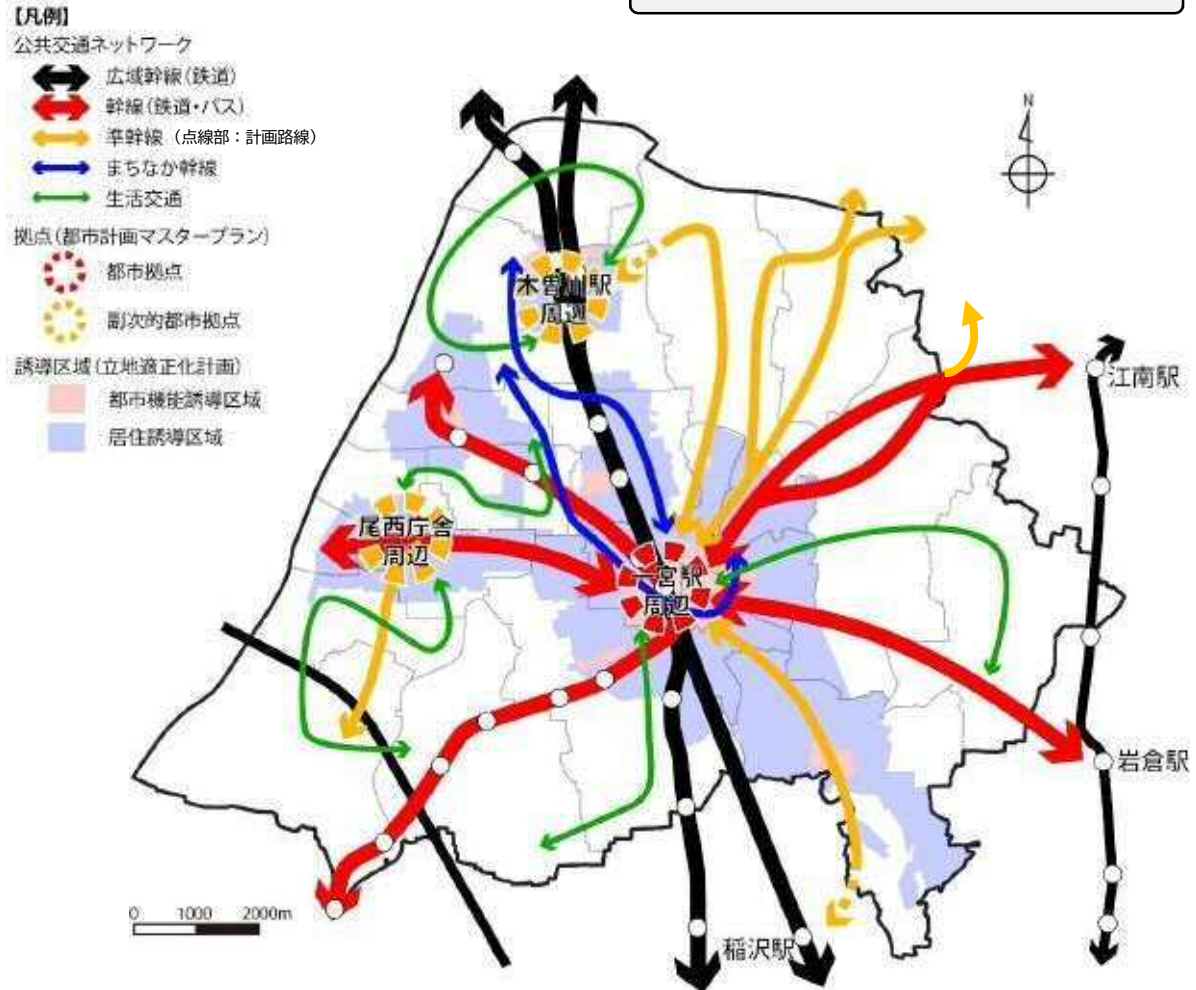 【凡例】
公共交通ネットワーク
広域幹線(鉄道)
幹線(鉄道・バス)
準幹線 (点線部：計画路線)
まちなか幹線
生活交通
拠点(都市計画マスタープラン)
都市拠点
副次的都市拠点
誘導区域(立地適正化計画)
都市機能誘導区域
居住誘導区域
N
木曽川駅
周辺
江南駅
尾西庁舎
周辺
一宮駅
周辺
岩倉駅
稲沢駅
0 1000 2000m